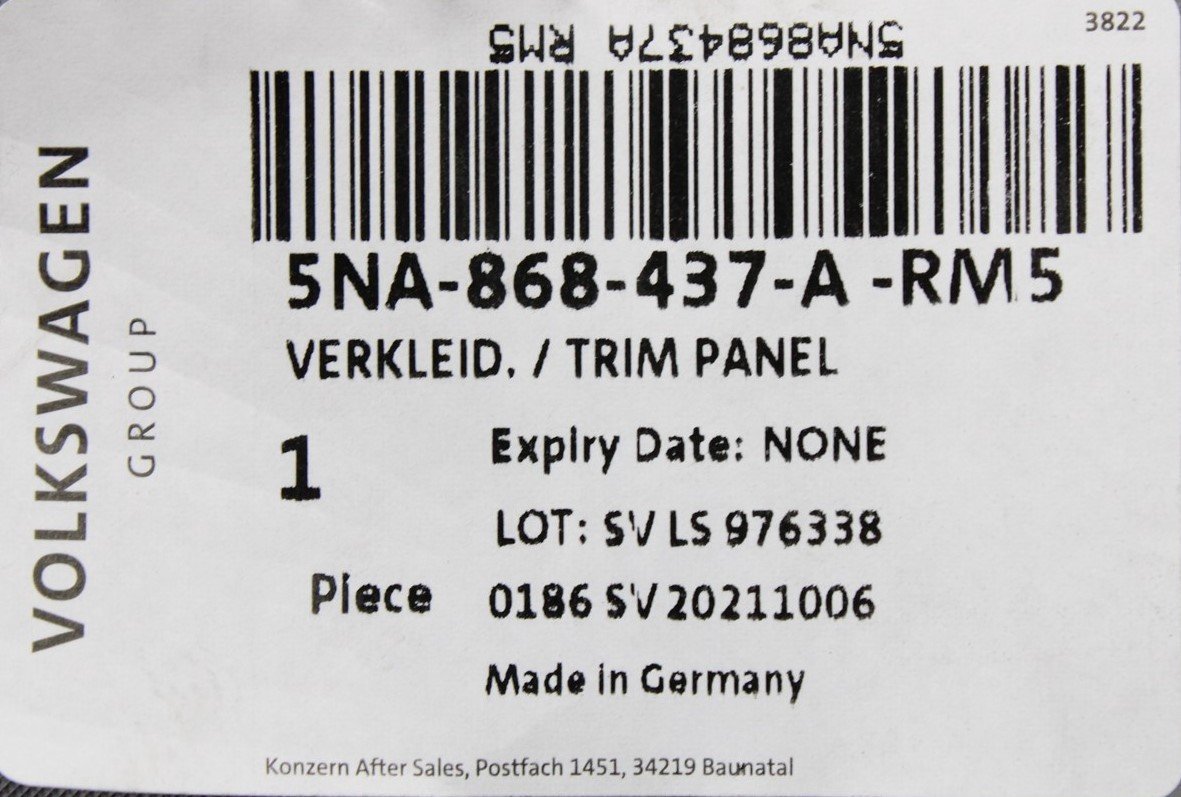 3822
5NA868437A RM5
5NA-868-437-A -RM5
VERKLEID. / TRIM PANEL
1
Expiry Date: NONE
LOT: SV LS 976338
Piece
0186 SV 20211006
Made in Germany
Konzern After Sales, Postfach 1451, 34219 Baunatal
VOLKSWAGEN
GROUP